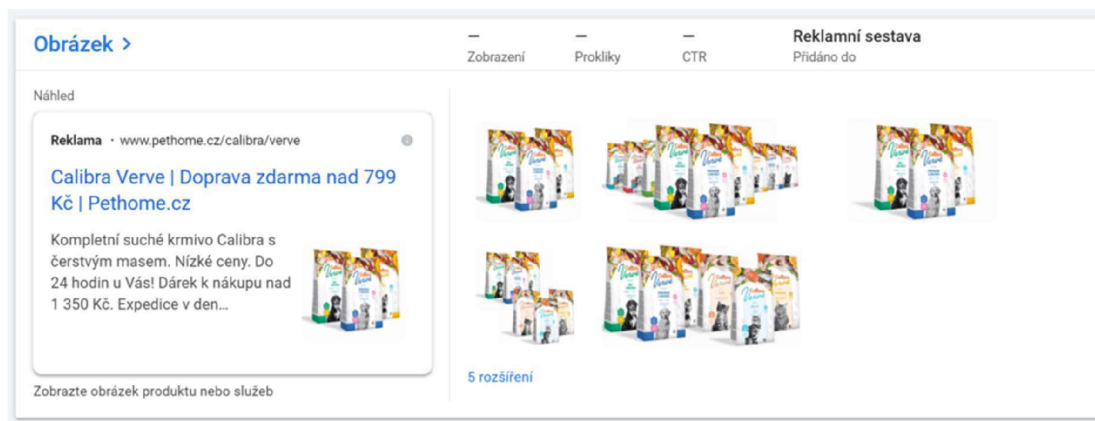 Obrázek >
—
Zobrazení
—
Prokliky
—
CTR
Reklamní sestava
Přidáno do
Náhled
Reklama · www.pethome.cz/calibra/verve
Calibra Verve | Doprava zdarma nad 799
Kč | Pethome.cz
Kompletní suché krmivo Calibra s
čerstvým masem. Nízké ceny. Do
24 hodin u Vás! Dárek k nákupu nad
1 350 Kč. Expedice v den...
Zobrazte obrázek produktu nebo služeb
5 rozšíření